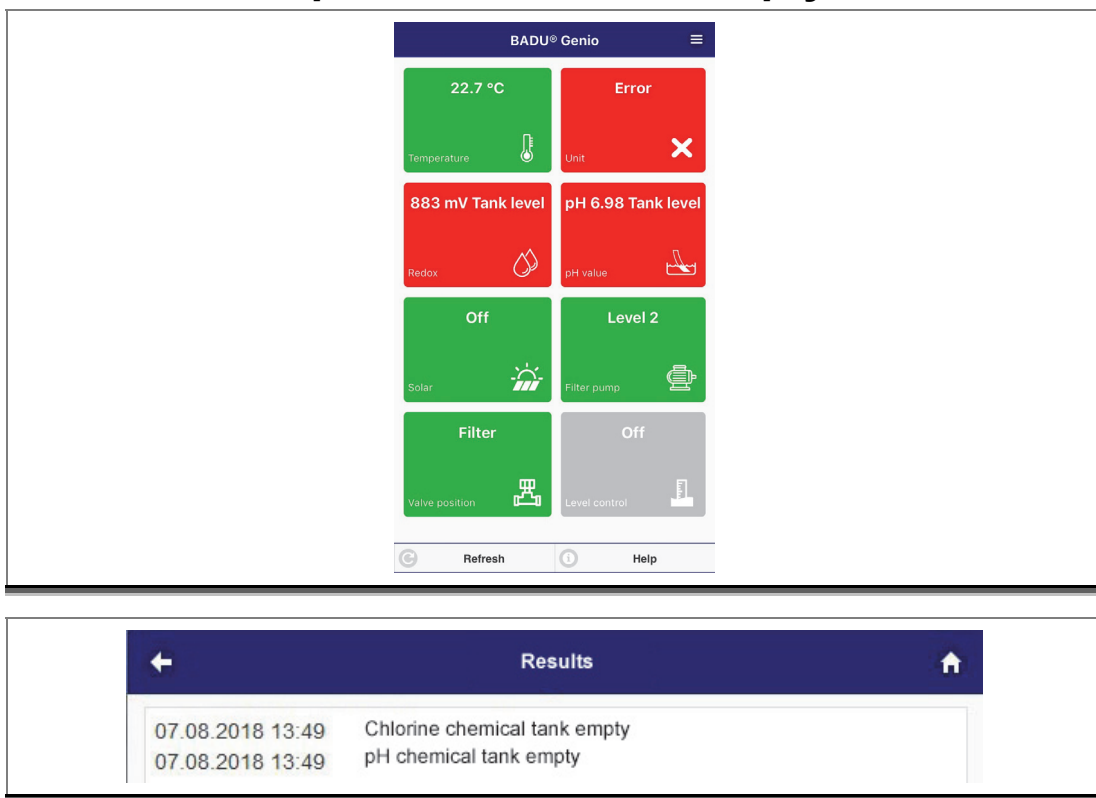 BADU® Genio
22.7 °C
Temperature
Error
Unit
883 mV Tank level
Redox
pH 6.98 Tank level
pH value
Off
Solar
Level 2
Filter pump
Filter
Valve position
Off
Level control
Refresh
Help
Results
07.08.2018 13:49 Chlorine chemical tank empty
07.08.2018 13:49 pH chemical tank empty